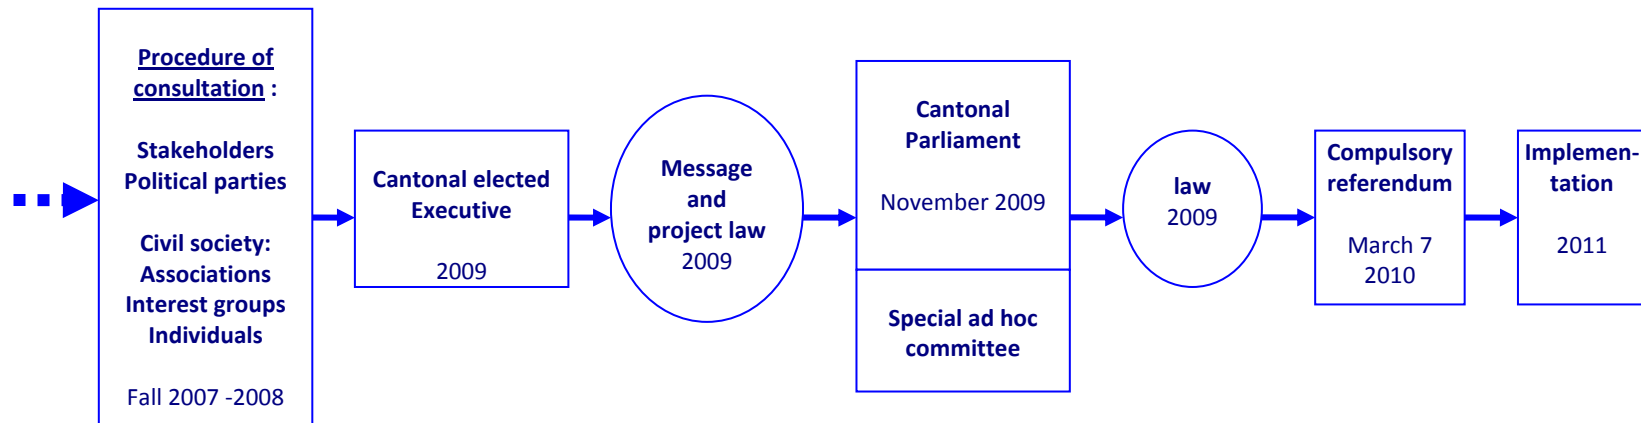 Procedure of
consultation :
Stakeholders
Political parties
Civil society:
Associations
Interest groups
Individuals
Fall 2007 -2008
Cantonal elected
Executive
2009
Message
and
project law
2009
Cantonal
Parliament
November 2009
Special ad hoc
committee
law
2009
Compulsory
referendum
March 7
2010
Implemen-
tation
2011